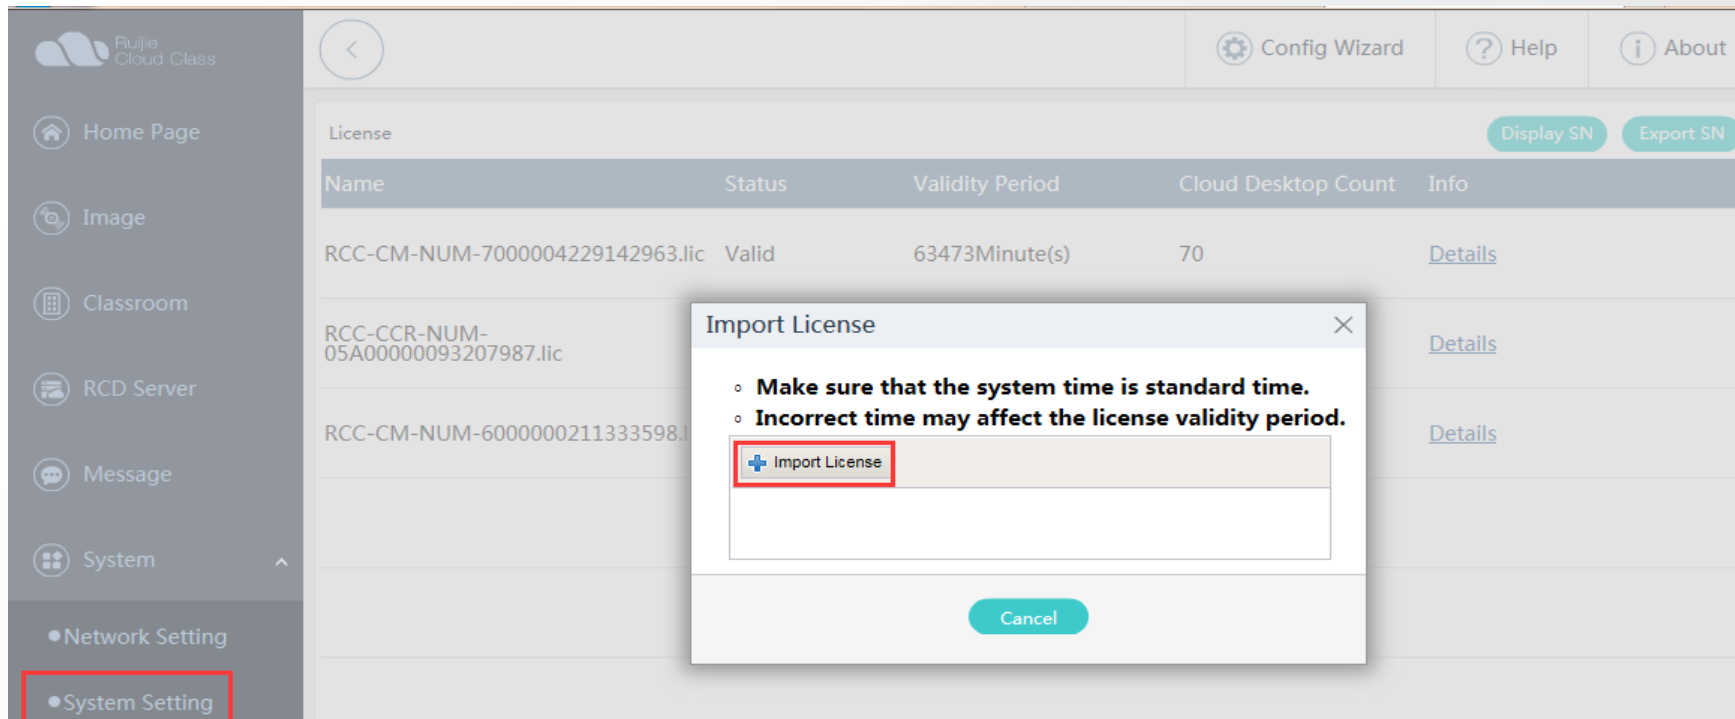 Ruijie
Cloud Class
Config Wizard
Help
About
Home Page
License
Display SN
Export SN
Name Status Validity Period Cloud Desktop Count Info
Image
RCC-CM-NUM-7000004229142963.lic Valid 63473Minute(s) 70 Details
Classroom
Import License
RCC-CCR-NUM-
05A00000093207987.lic
Details
RCD Server
Make sure that the system time is standard time.
Incorrect time may affect the license validity period.
RCC-CM-NUM-6000000211333598.l
Details
Import License
Message
System
Cancel
Network Setting
System Setting